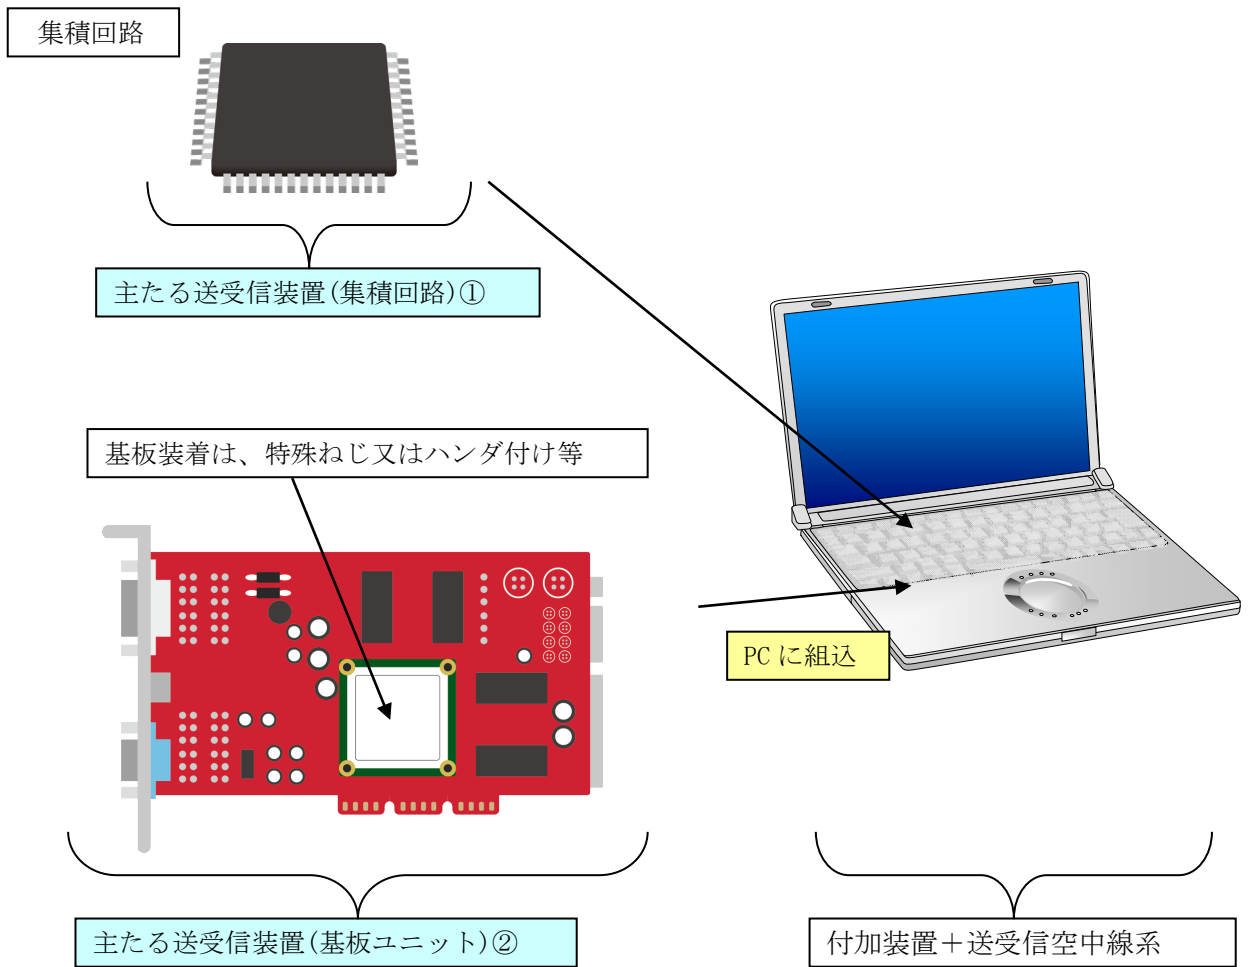 集積回路
主たる送受信装置(集積回路)①
基板装着は、特殊ねじ又はハンダ付け等
PCに組込
主たる送受信装置(基板ユニット)②
付加装置＋送受信空中線系